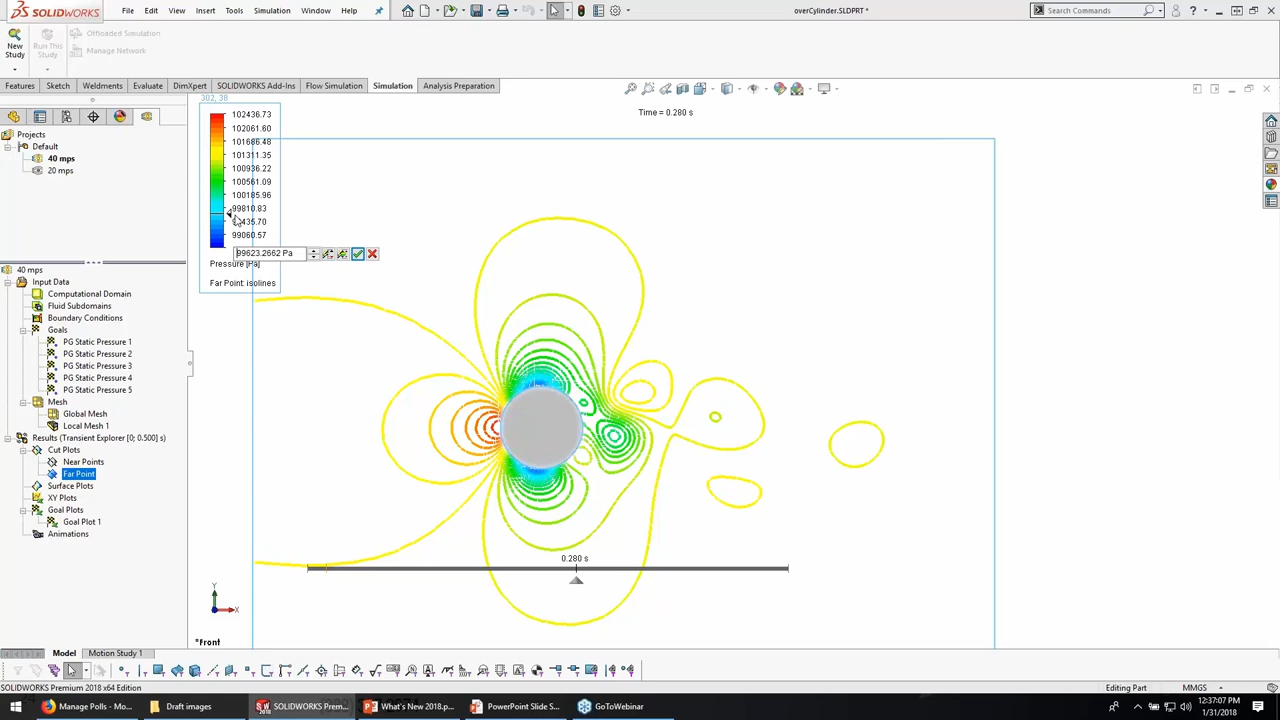 SOLIDWORKS
File
Edit
View
Insert
Tools
Simulation
Window
Help
overCylinder.SLDPRT *
Search Commands
New Study
Run This Study
Offloaded Simulation
Manage Network
Features
Sketch
Weldments
Evaluate
DimXpert
SOLIDWORKS Add-Ins
Flow Simulation
Simulation
Analysis Preparation
302, 38
Time = 0.280 s
102436.73
102061.60
101686.48
101311.35
100936.22
100561.09
100185.96
99810.83
99060.57
99623.2662 Pa
Pressure [Pa]
Far Point: isolines
Projects
Default
40 mps
20 mps
40 mps
Input Data
Computational Domain
Fluid Subdomains
Boundary Conditions
Goals
PG Static Pressure 1
PG Static Pressure 2
PG Static Pressure 3
PG Static Pressure 4
PG Static Pressure 5
Mesh
Global Mesh
Local Mesh 1
Results (Transient Explorer [0; 0.500] s)
Cut Plots
Near Points
Far Point
Surface Plots
XY Plots
Goal Plots
Goal Plot 1
Animations
0.280 s
Y
X
*Front
Model
Motion Study 1
SOLIDWORKS Premium 2018 x64 Edition
Editing Part
MMGS
Manage Polls - Mo...
Draft images
SOLIDWORKS Prem...
What's New 2018.p...
PowerPoint Slide S...
GoToWebinar
12:37:07 PM
1/31/2018